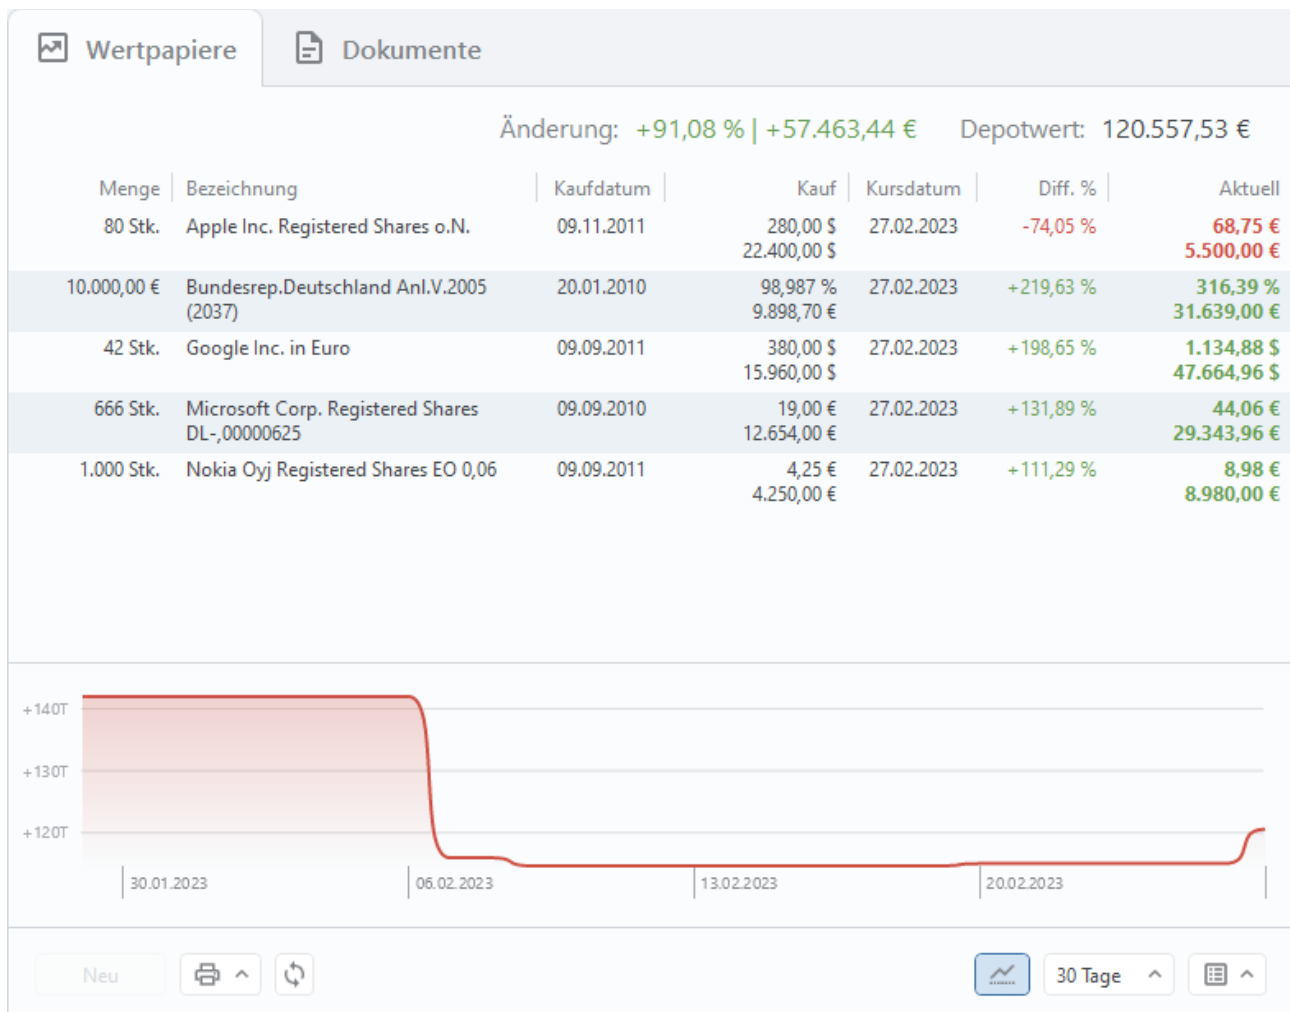 Wertpapiere Dokumente
Änderung: +91,08 % | +57.463,44 € Depotwert: 120.557,53 €
Menge Bezeichnung Kaufdatum Kauf Kursdatum Diff. % Aktuell
80 Stk. Apple Inc. Registered Shares o.N. 09.11.2011 280,00 $ 27.02.2023 -74,05 % 68,75 €
22.400,00 $ 5.500,00 €
10.000,00 € Bundesrep.Deutschland Anl.V.2005 20.01.2010 98,987 % 27.02.2023 +219,63 % 316,39 %
(2037) 9.898,70 € 31.639,00 €
42 Stk. Google Inc. in Euro 09.09.2011 380,00 $ 27.02.2023 +198,65 % 1.134,88 $
15.960,00 $ 47.664,96 $
666 Stk. Microsoft Corp. Registered Shares 09.09.2010 19,00 € 27.02.2023 +131,89 % 44,06 €
DL-,00000625 12.654,00 € 29.343,96 €
1.000 Stk. Nokia Oyj Registered Shares EO 0,06 09.09.2011 4,25 € 27.02.2023 +111,29 % 8,98 €
4.250,00 € 8.980,00 €
+140T
+130T
+120T
30.01.2023 06.02.2023 13.02.2023 20.02.2023
Neu 30 Tage